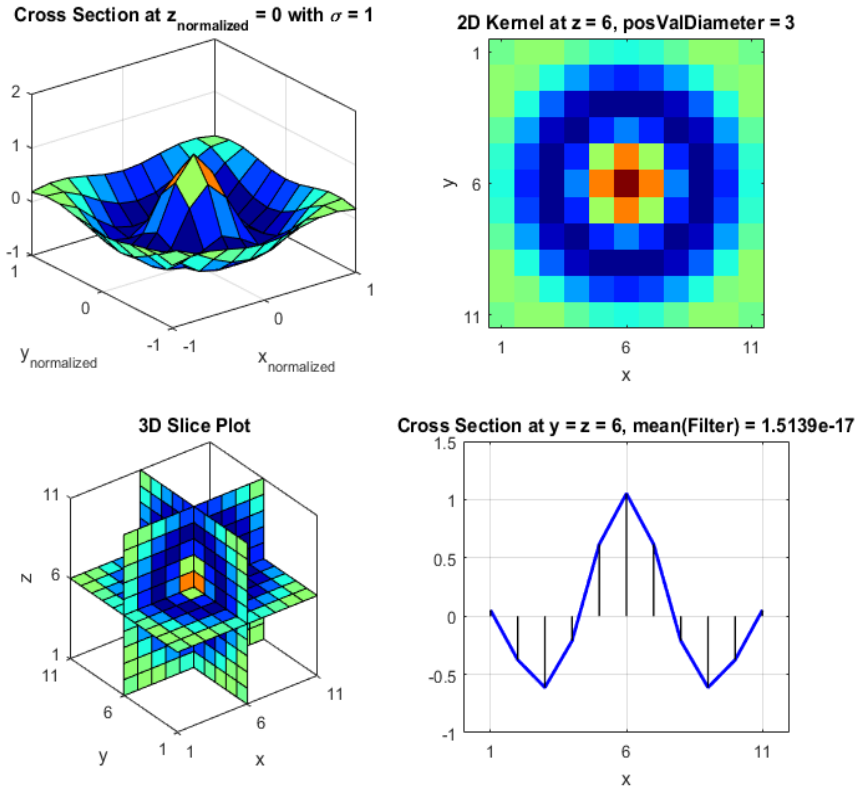 Cross Section at z_normalized = 0 with σ = 1
2
1
0
-1
1
0
-1
-1
0
1
y_normalized
x_normalized
2D Kernel at z = 6, posValDiameter = 3
1
6
11
y
1
6
11
x
3D Slice Plot
11
6
1
z
11
6
1
y
1
6
11
x
Cross Section at y = z = 6, mean(Filter) = 1.5139e-17
1.5
1
0.5
0
-0.5
-1
1
6
11
x